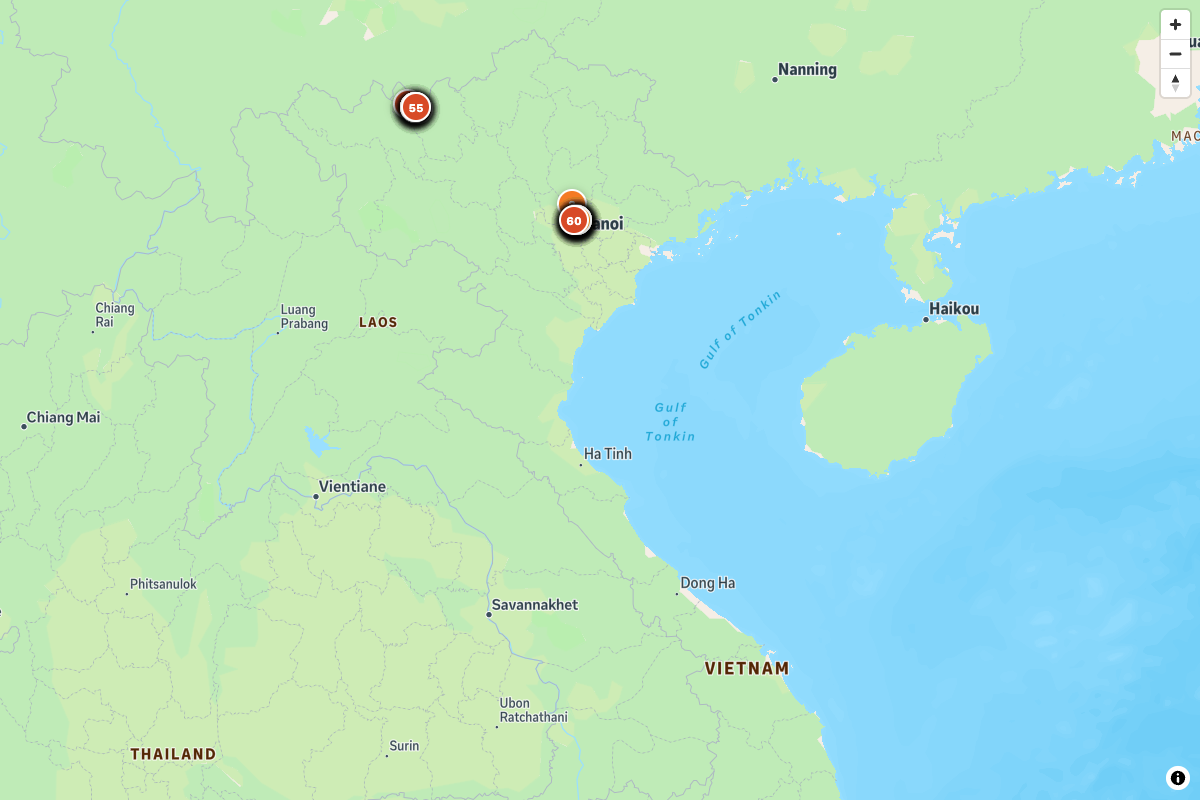 Nanning
MAC
55
60
anoi
Haikou
Chiang
Rai
Luang
Prabang
LAOS
Gulf of Tonkin
Gulf
of
Tonkin
Chiang Mai
Ha Tinh
Vientiane
Phitsanulok
Dong Ha
Savannakhet
VIETNAM
Ubon
Ratchathani
Surin
THAILAND